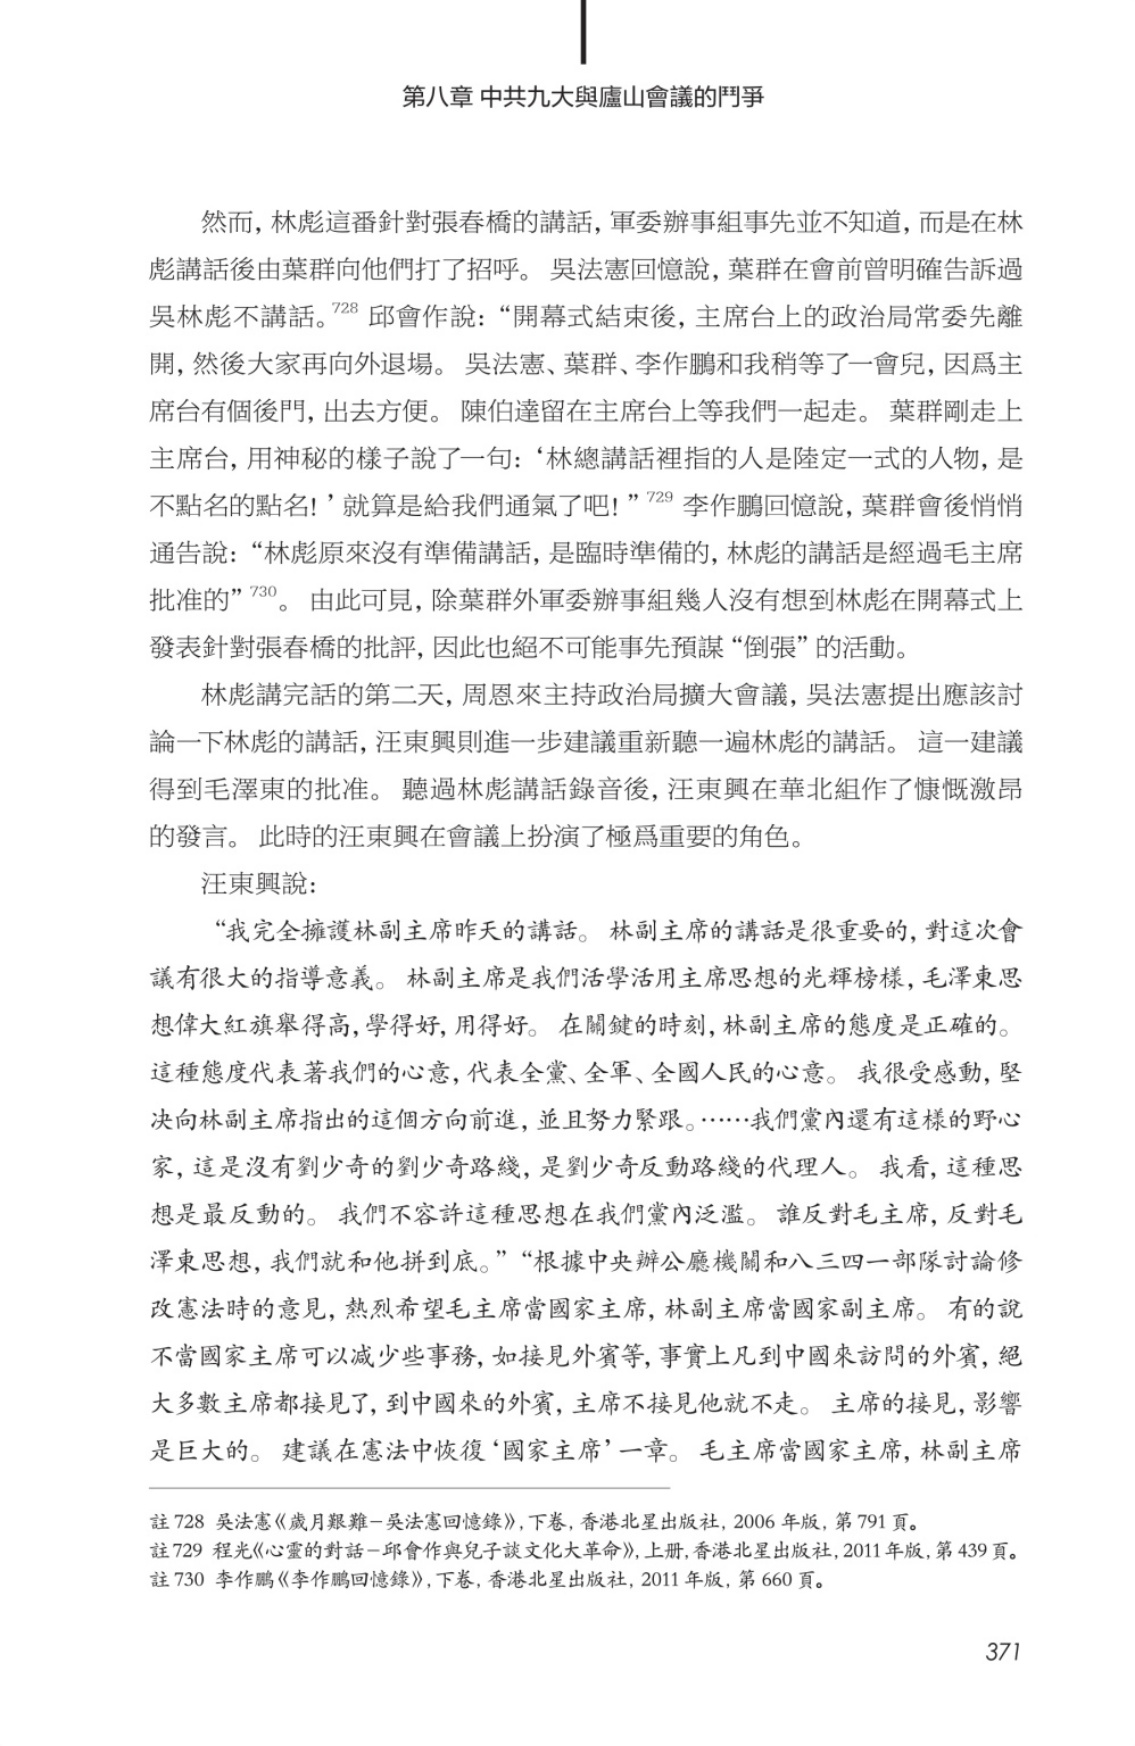 第八章 中共九大與廬山會議的鬥爭
然而，林彪這番針對張春橋的講話，軍委辦事組事先並不知道，而是在林
彪講話後由葉群向他們打了招呼。 吳法憲回憶說，葉群在會前曾明確告訴過
吳林彪不講話。728 邱會作說：“開幕式結束後，主席台上的政治局常委先離
開，然後大家再向外退場。 吳法憲、葉群、李作鵬和我稍等了一會兒，因爲主
席台有個後門，出去方便。 陳伯達留在主席台上等我們一起走。 葉群剛走上
主席台，用神秘的樣子說了一句：‘林總講話裡指的人是陸定一式的人物，是
不點名的點名！’就算是給我們通氣了吧！”729 李作鵬回憶說，葉群會後悄悄
通告說：“林彪原來沒有準備講話，是臨時準備的，林彪的講話是經過毛主席
批准的”730。 由此可見，除葉群外軍委辦事組幾人沒有想到林彪在開幕式上
發表針對張春橋的批評，因此也絕不可能事先預謀“倒張”的活動。
林彪講完話的第二天，周恩來主持政治局擴大會議，吳法憲提出應該討
論一下林彪的講話，汪東興則進一步建議重新聽一遍林彪的講話。 這一建議
得到毛澤東的批准。 聽過林彪講話錄音後，汪東興在華北組作了慷慨激昂
的發言。 此時的汪東興在會議上扮演了極爲重要的角色。
汪東興說：
“我完全擁護林副主席昨天的講話。 林副主席的講話是很重要的，對這次會
議有很大的指導意義。 林副主席是我們活學活用主席思想的光輝榜樣，毛澤東思
想偉大紅旗舉得高，學得好，用得好。 在關鍵的時刻，林副主席的態度是正確的。
這種態度代表著我們的心意，代表全黨、全軍、全國人民的心意。 我很受感動，堅
決向林副主席指出的這個方向前進，並且努力緊跟。……我們黨內還有這樣的野心
家，這是沒有劉少奇的劉少奇路綫，是劉少奇反動路綫的代理人。 我看，這種思
想是最反動的。 我們不容許這種思想在我們黨內泛濫。 誰反對毛主席，反對毛
澤東思想，我們就和他拼到底。”“根據中央辦公廳機關和八三四一部隊討論修
改憲法時的意見，熱烈希望毛主席當國家主席，林副主席當國家副主席。 有的說
不當國家主席可以减少些事務，如接見外賓等，事實上凡到中國來訪問的外賓，絕
大多數主席都接見了，到中國來的外賓，主席不接見他就不走。 主席的接見，影響
是巨大的。 建議在憲法中恢復‘國家主席’一章。 毛主席當國家主席，林副主席
註 728 吳法憲《歲月艱難－吳法憲回憶錄》，下卷，香港北星出版社，2006 年版，第 791 頁。
註 729 程光《心靈的對話－邱會作與兒子談文化大革命》，上册，香港北星出版社，2011 年版，第 439 頁。
註 730 李作鵬《李作鵬回憶錄》，下卷，香港北星出版社，2011 年版，第 660 頁。
371